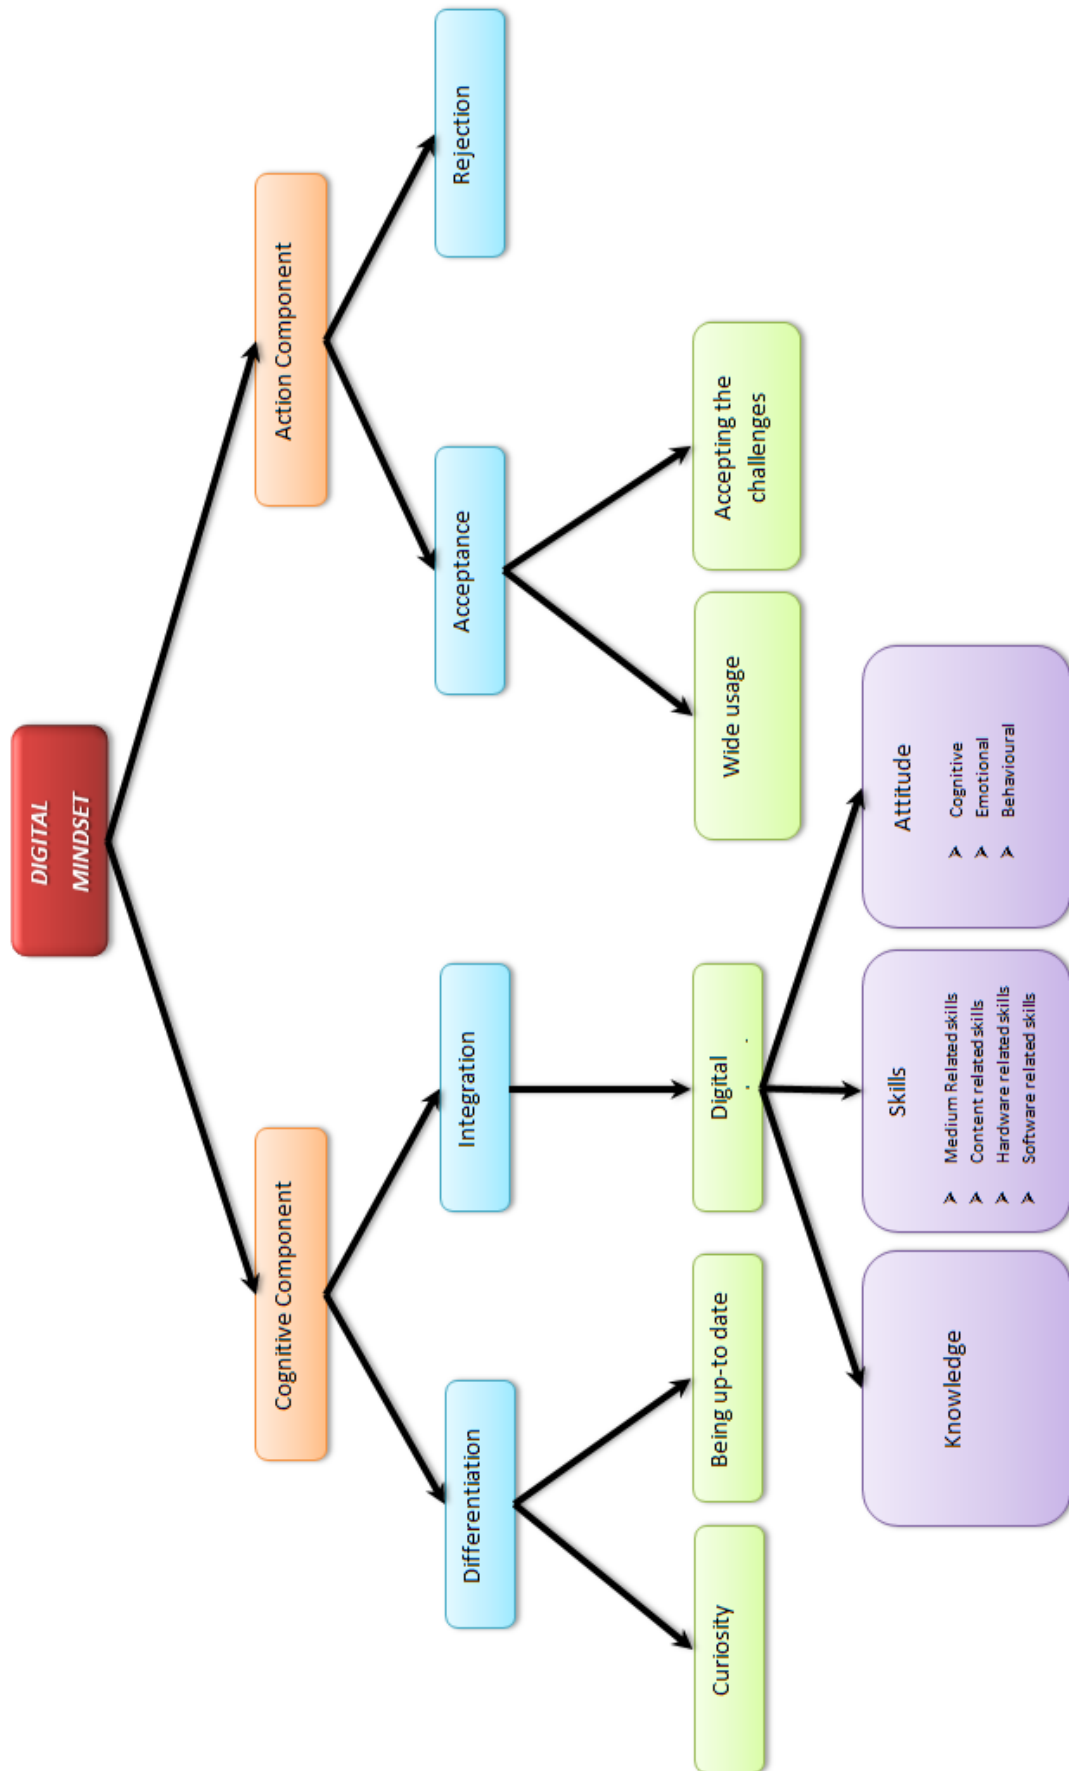 DIGITAL
MINDSET
Cognitive Component
Action Component
Differentiation
Integration
Acceptance
Rejection
Curiosity
Being up-to date
Digital
Wide usage
Accepting the
challenges
Knowledge
Skills
➤ Medium Related skills
➤ Content related skills
➤ Hardware related skills
➤ Software related skills
Attitude
➤ Cognitive
➤ Emotional
➤ Behavioural